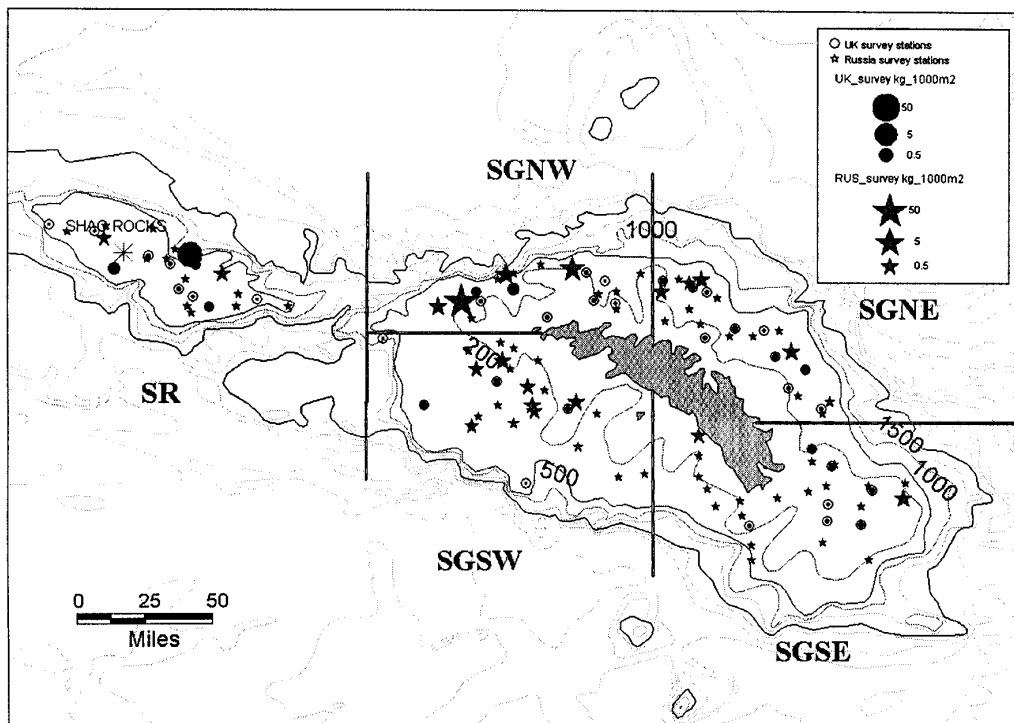 UK survey stations
Russia survey stations
UK_survey kg_1000m2
50
5
0.5
RUS_survey kg_1000m2
50
5
0.5
SGNW
SHAG ROCKS
1000
SGNE
200
SR
1500
1000
500
SGSW
0 25 50
Miles
SGSE